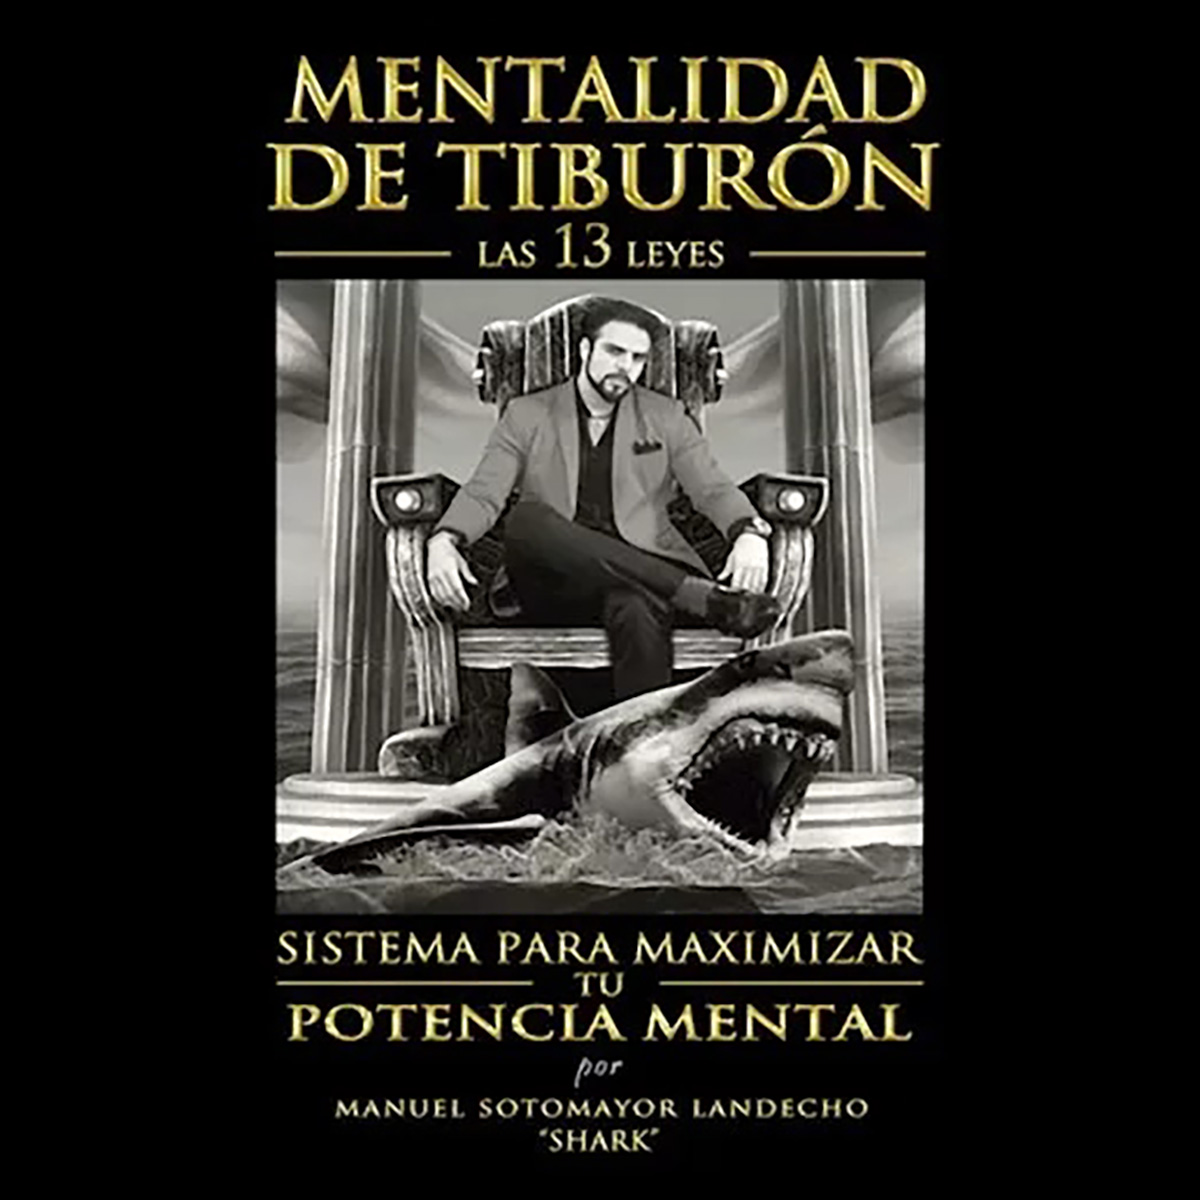 MENTALIDAD
DE TIBURÓN
LAS 13 LEYES
SISTEMA PARA MAXIMIZAR
TU
POTENCIA MENTAL
por
MANUEL SOTOMAYOR LANDECHO
"SHARK"